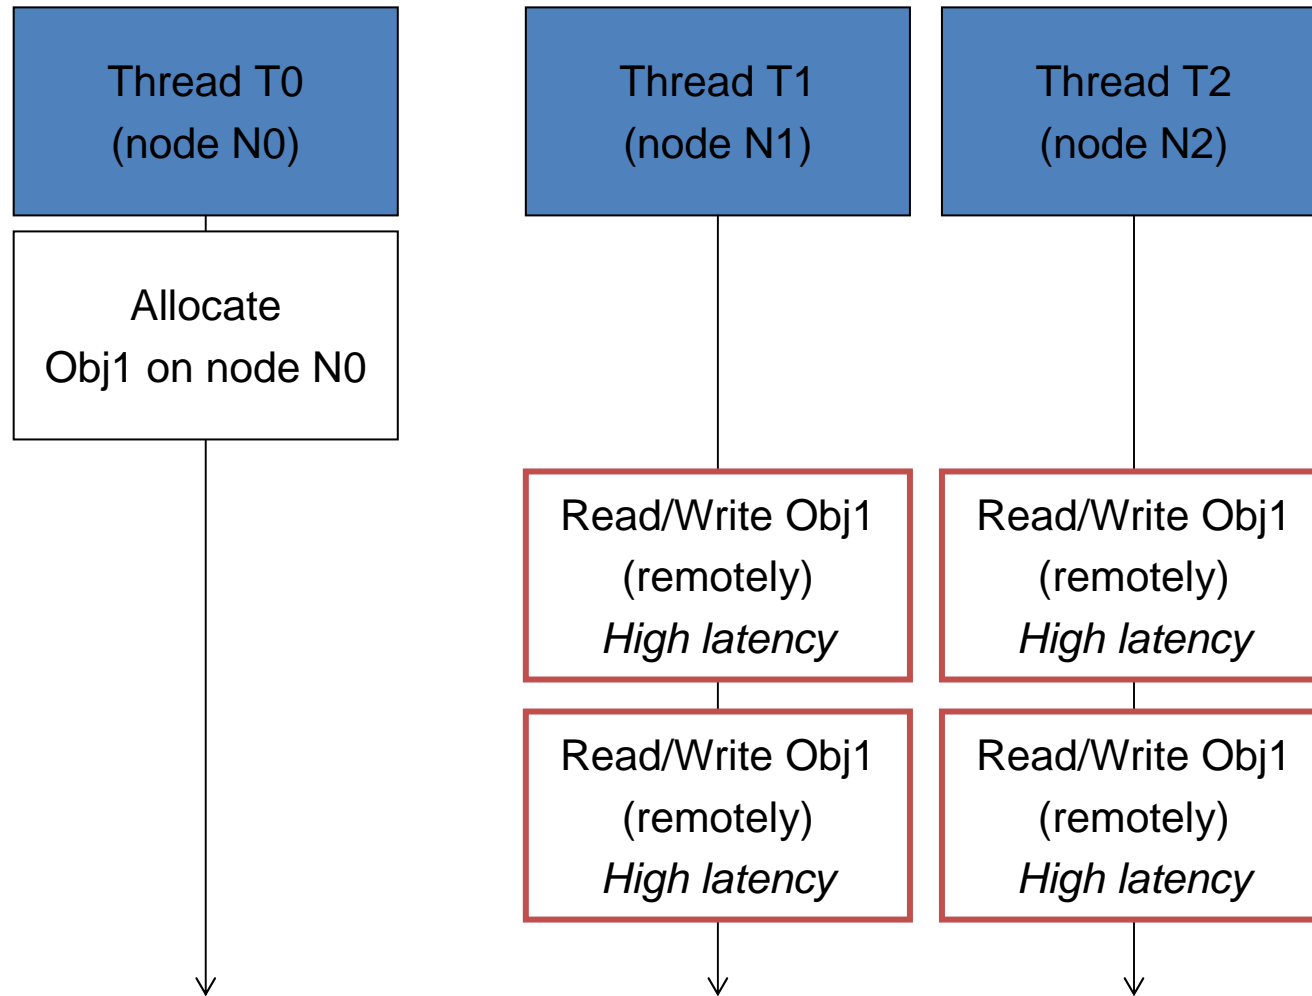 Thread T0
(node N0)
Thread T1
(node N1)
Thread T2
(node N2)
Allocate
Obj1 on node N0
Read/Write Obj1
(remotely)
High latency
Read/Write Obj1
(remotely)
High latency
Read/Write Obj1
(remotely)
High latency
Read/Write Obj1
(remotely)
High latency